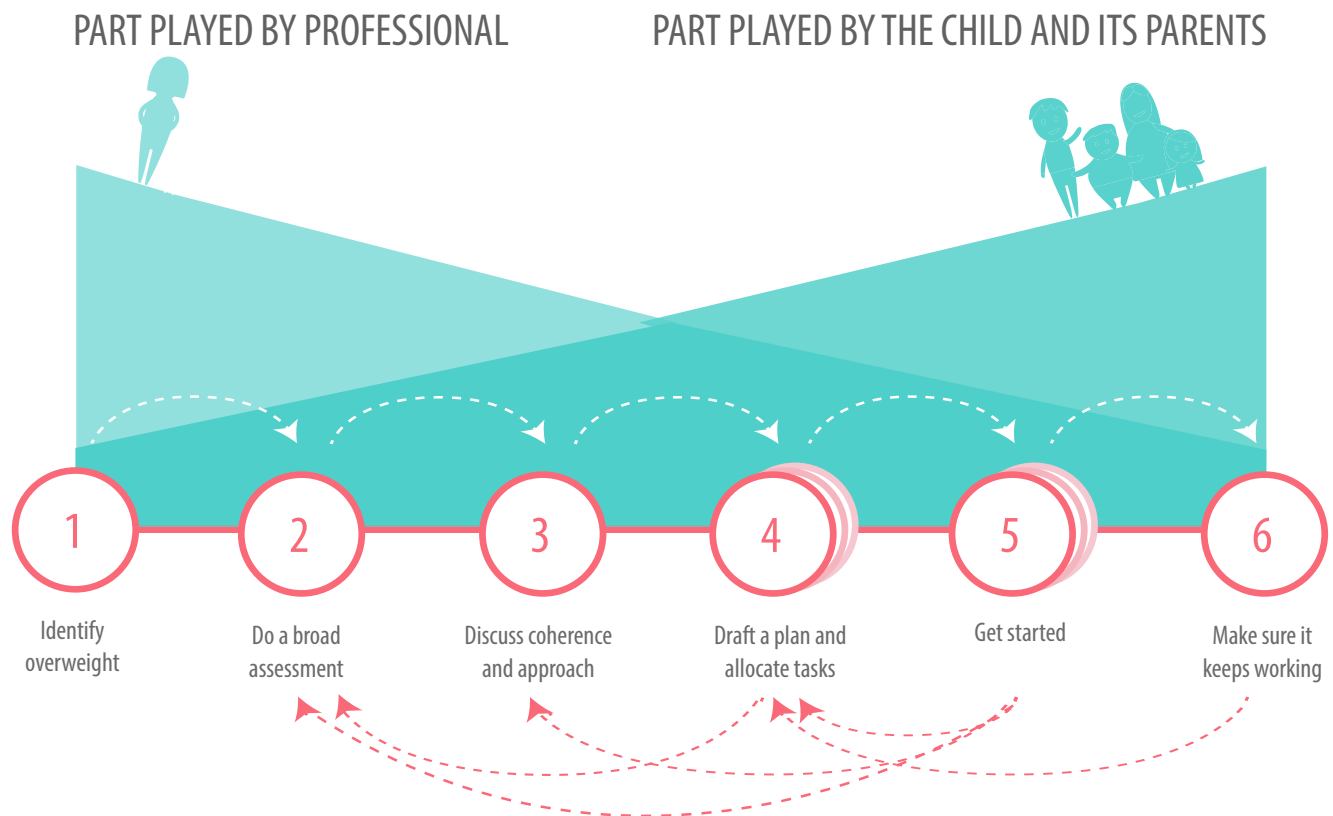 PART PLAYED BY PROFESSIONAL
PART PLAYED BY THE CHILD AND ITS PARENTS
1
2
3
4
5
6
Identify
overweight
Do a broad
assessment
Discuss coherence
and approach
Draft a plan and
allocate tasks
Get started
Make sure it
keeps working